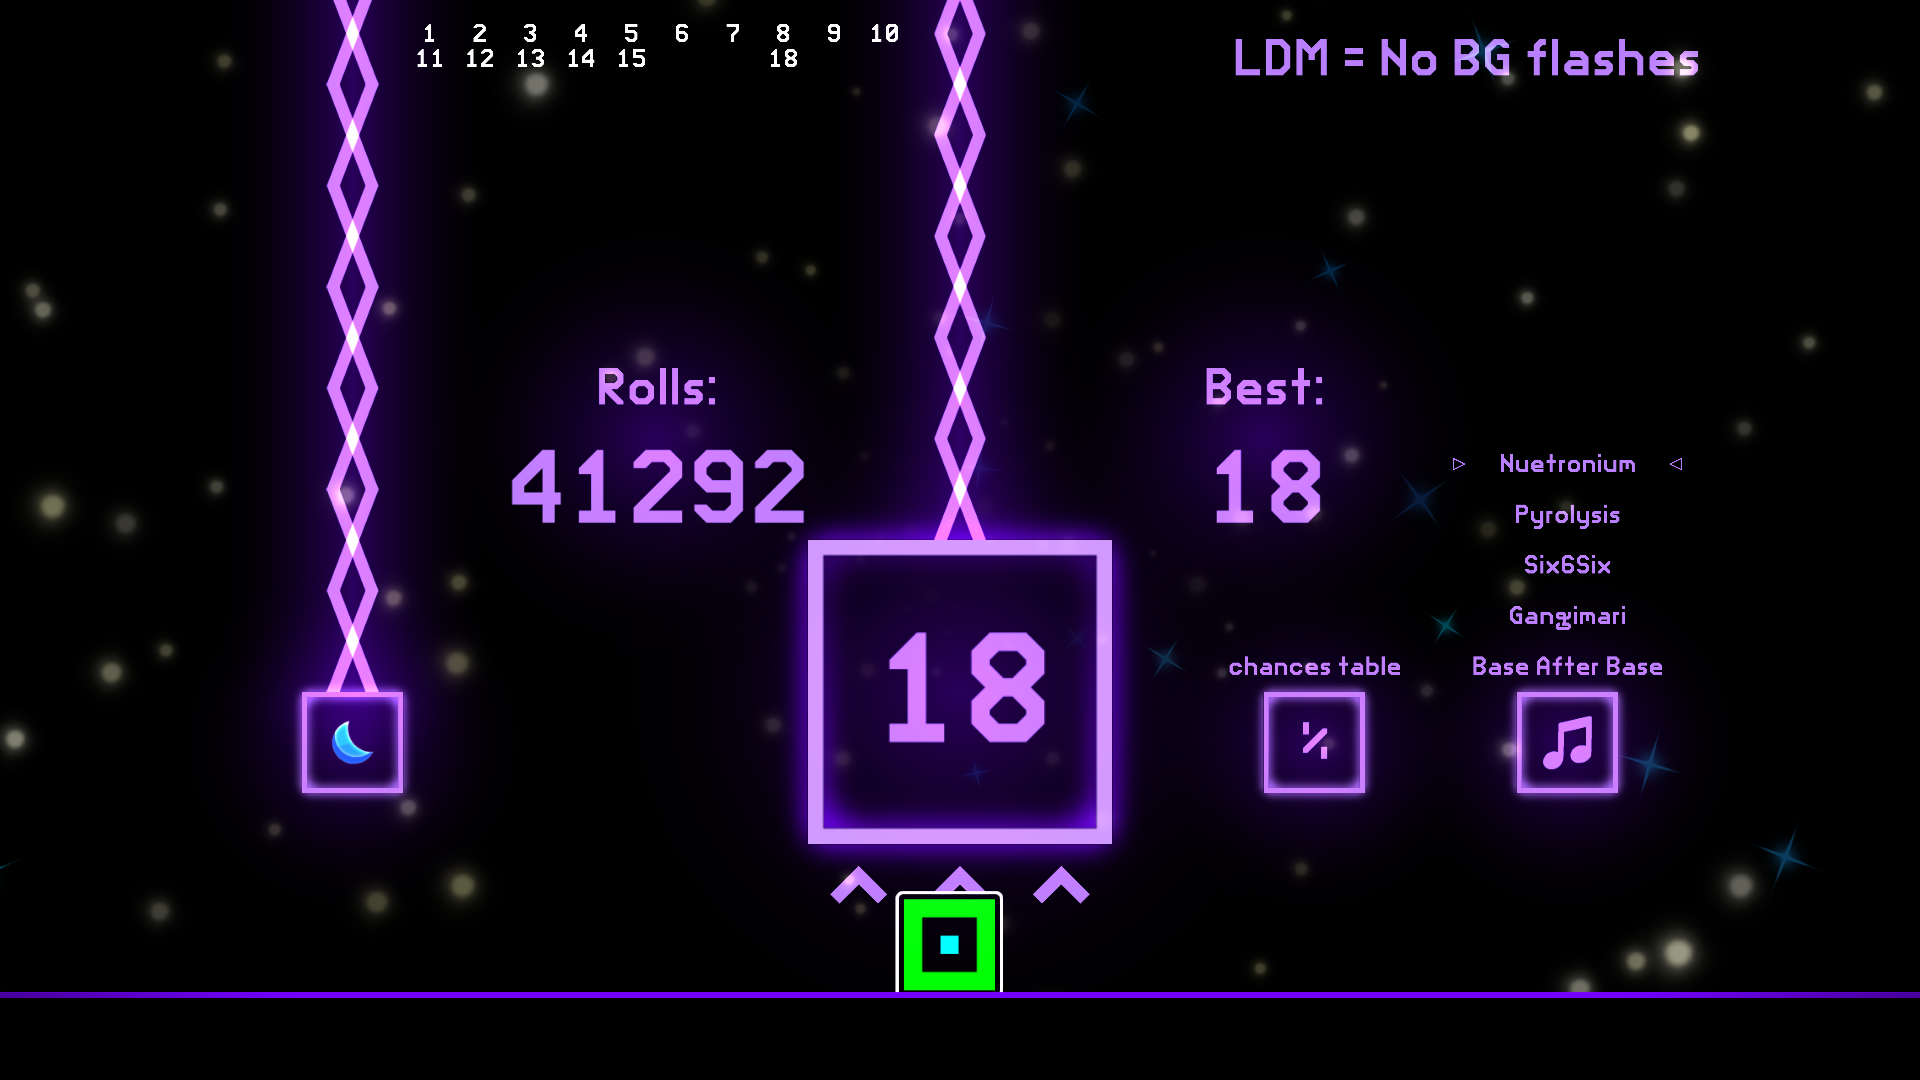 1 2 3 4 5 6 7 8 9 10
11 12 13 14 15 18
LDM = No BG flashes
Rolls:
41292
Best:
18
18
▷ Nuetronium ◁
Pyrolysis
Six6Six
Gangimari
chances table
Base After Base
%